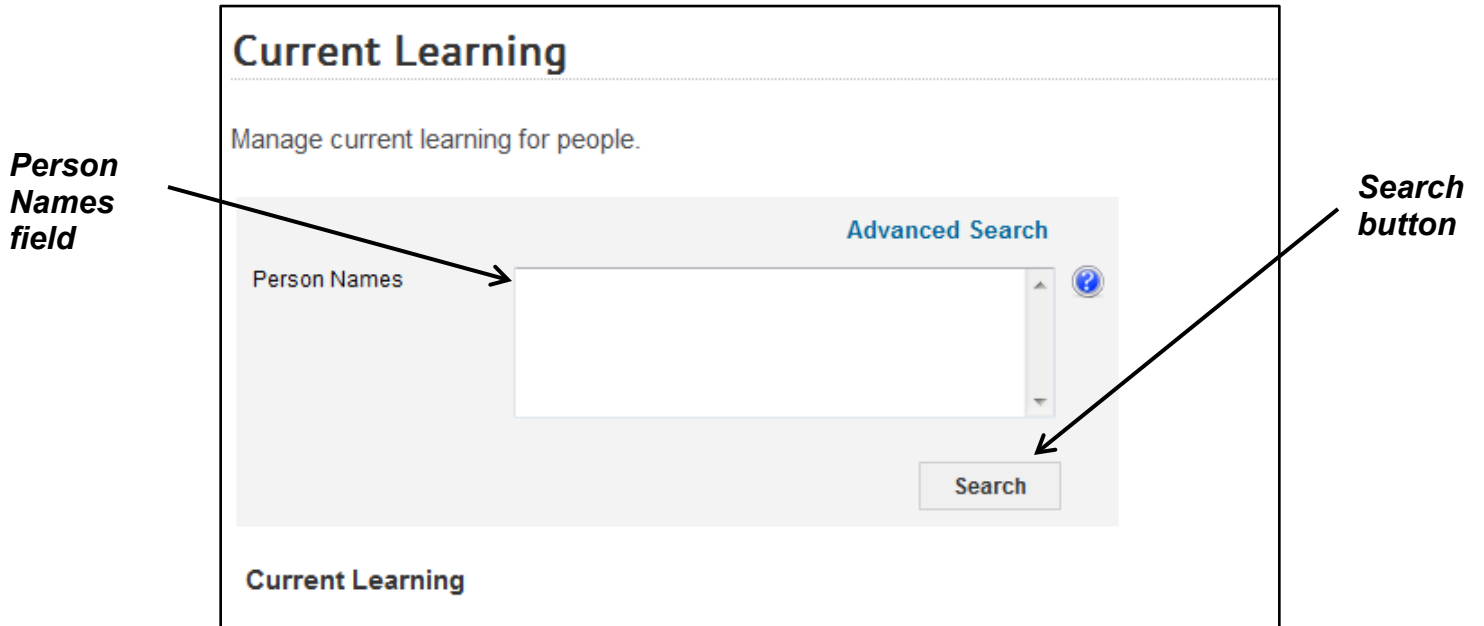 Current Learning
Manage current learning for people.
Person
Names
field
Search
button
Advanced Search
Person Names
?
Search
Current Learning